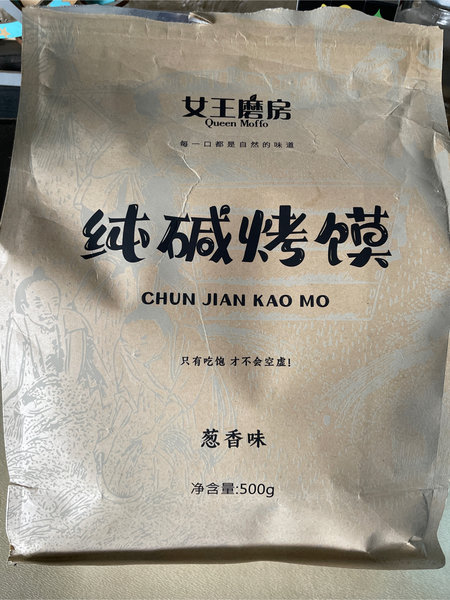 女王磨房
Queen Moffo
每一口都是自然的味道
纯碱烤馍
CHUN JIAN KAO MO
只有吃饱 才不会空虚!
葱香味
净含量:500g